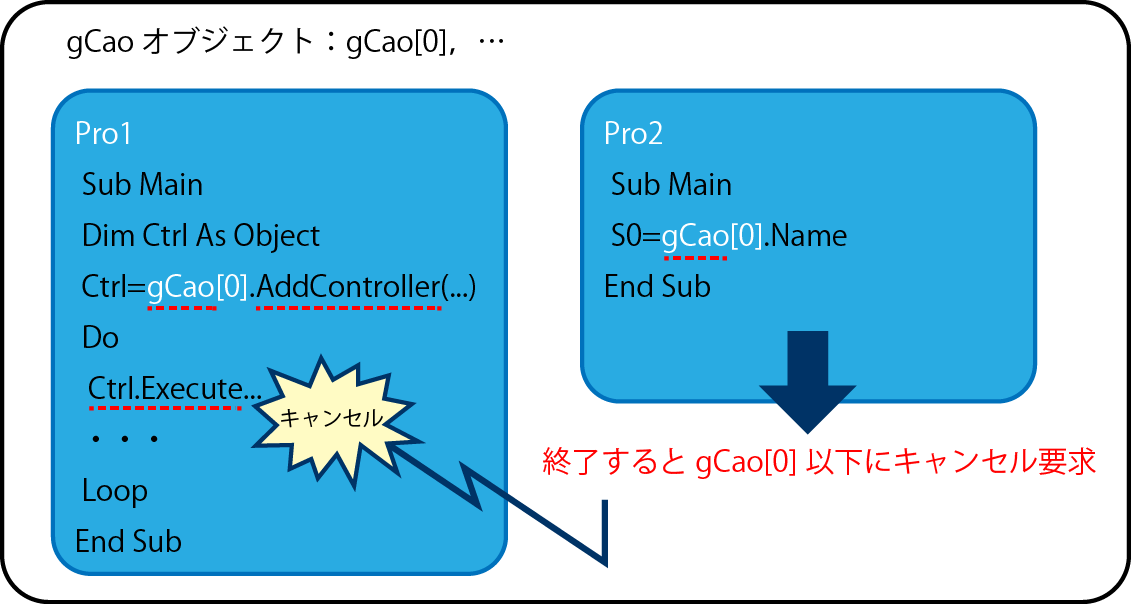 gCao オブジェクト：gCao[0], …
Pro1
Sub Main
Dim Ctrl As Object
Ctrl=gCao[0].AddController(...)
Do
Ctrl.Execute...
・・・
Loop
End Sub
キャンセル
Pro2
Sub Main
S0=gCao[0].Name
End Sub
終了すると gCao[0] 以下にキャンセル要求